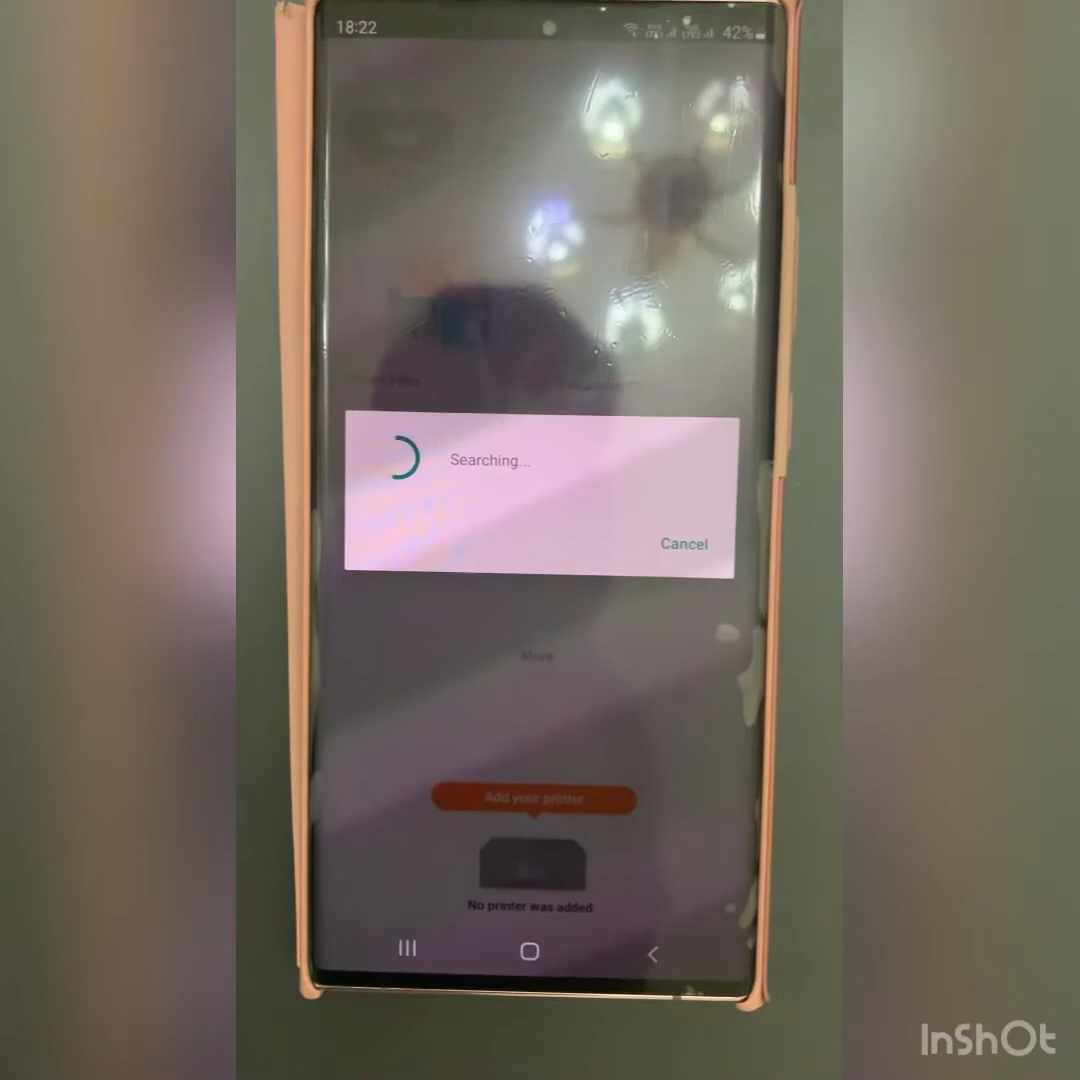 18:22
42%
Searching...
Cancel
More
Add your printer
No printer was added
InShOt